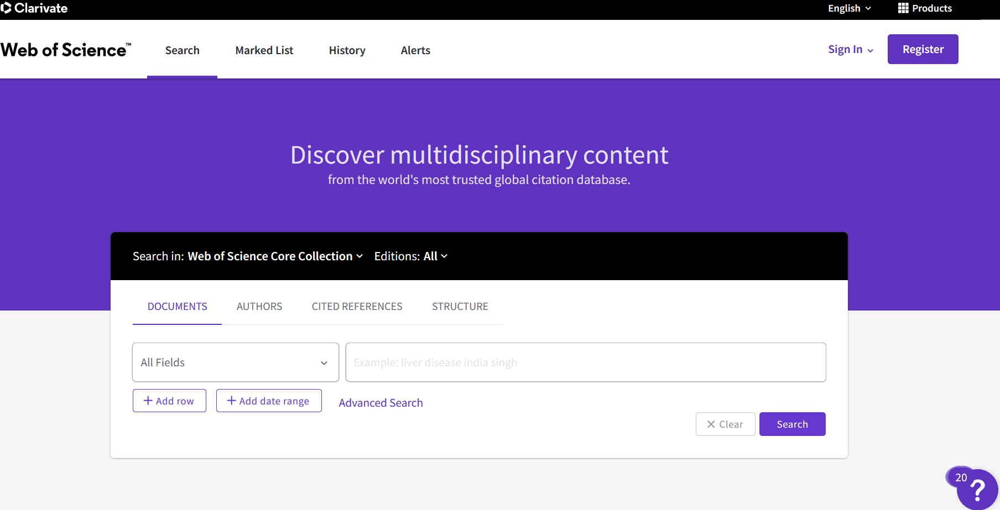 Clarivate
English
Products
Web of Science™
Search
Marked List
History
Alerts
Sign In
Register
Discover multidisciplinary content
from the world's most trusted global citation database.
Search in: Web of Science Core Collection
Editions: All
DOCUMENTS
AUTHORS
CITED REFERENCES
STRUCTURE
All Fields
Example: liver disease india singh
+ Add row
+ Add date range
Advanced Search
× Clear
Search
20
?